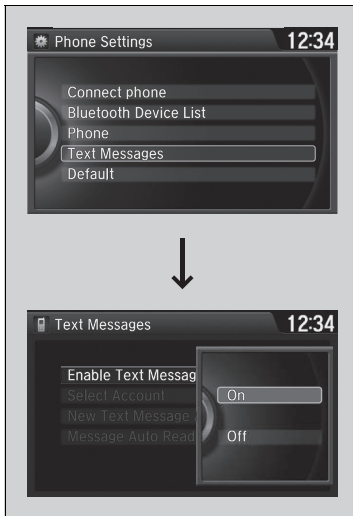 Phone Settings 12:34
Connect phone
Bluetooth Device List
Phone
Text Messages
Default
Text Messages 12:34
Enable Text Messag
Select Account
New Text Message
Message Auto Read
On
Off